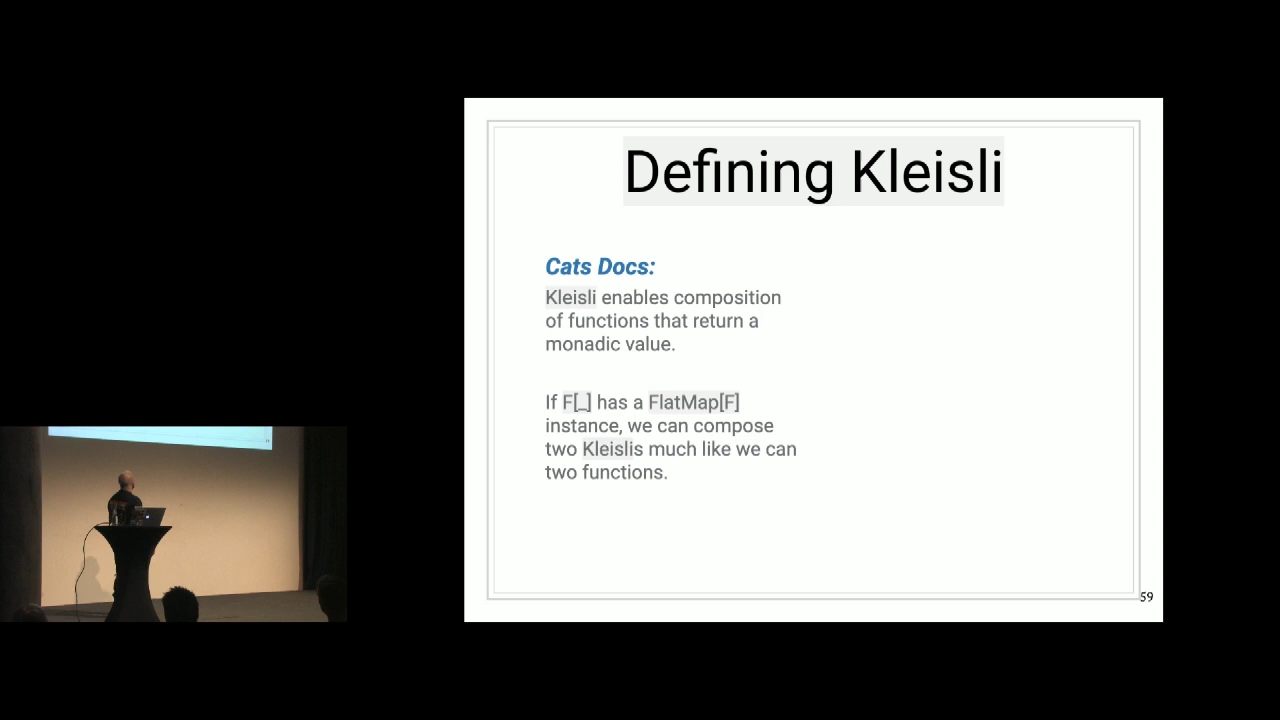 Defining Kleisli
Cats Docs:
Kleisli enables composition
of functions that return a
monadic value.
If F[_] has a FlatMap[F]
instance, we can compose
two Kleislis much like we can
two functions.
59